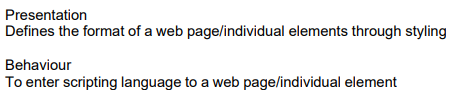 Presentation
Defines the format of a web page/individual elements through styling
Behaviour
To enter scripting language to a web page/individual element